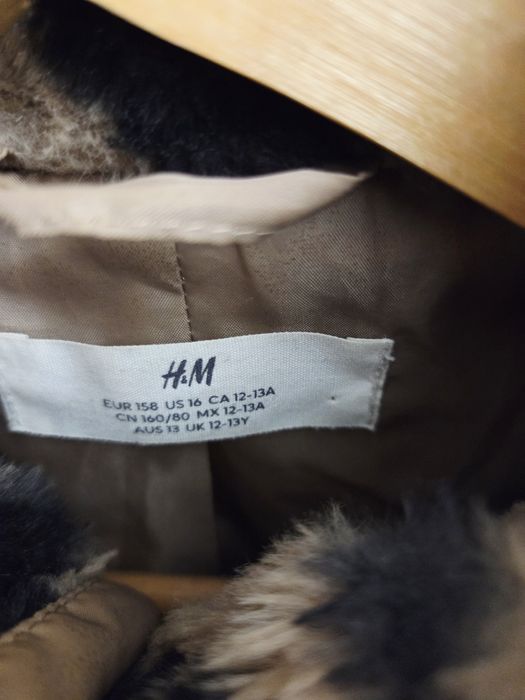 H&M
EUR 158 US 16 CA 12-13A
CN 160/80 MX 12-13A
AUS 13 UK 12-13Y